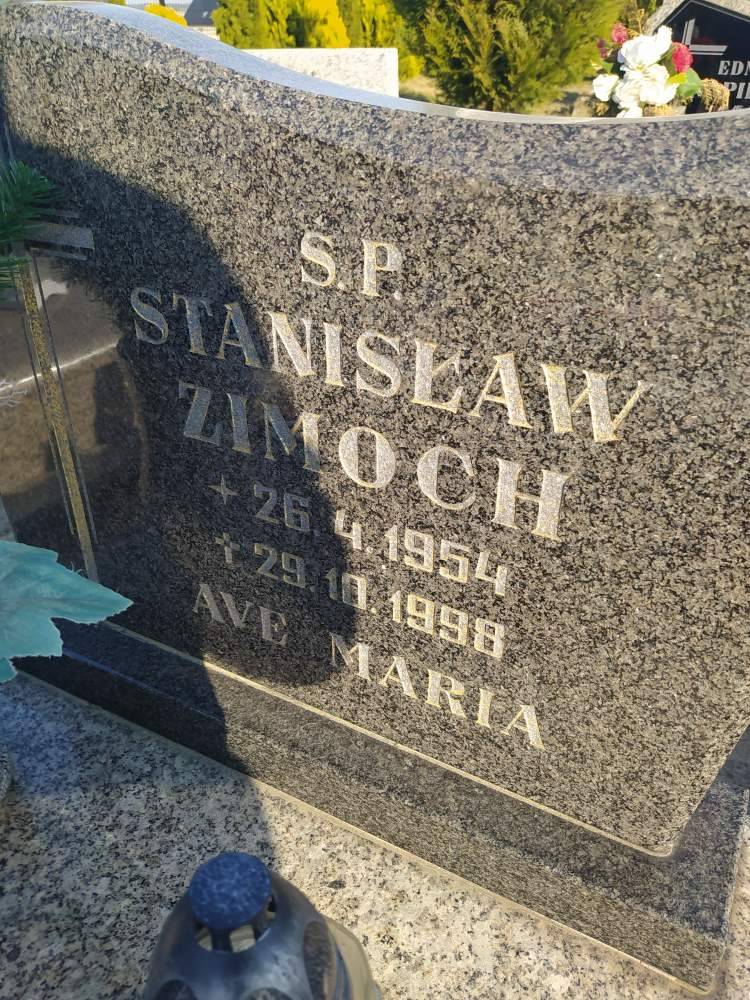 Ś.P.
STANISŁAW
ZIMOCH
+ 26.4.1954
+ 29.10.1998
AVE MARIA